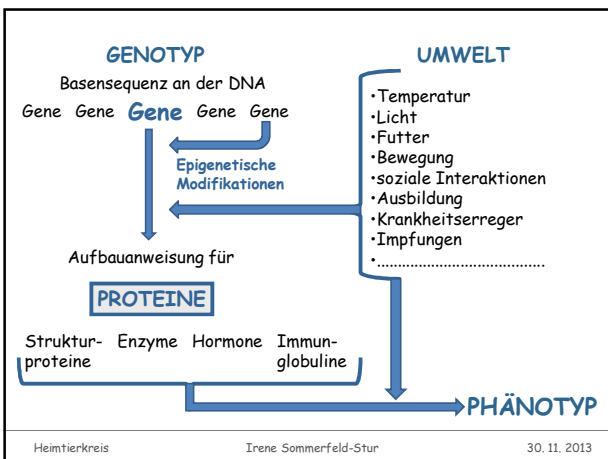 GENOTYP
Basensequenz an der DNA
Gene Gene Gene Gene Gene
Epigenetische
Modifikationen
Aufbauanweisung für
PROTEINE
Struktur- Enzyme Hormone Immun-
proteine globuline
UMWELT
•Temperatur
•Licht
•Futter
•Bewegung
•soziale Interaktionen
•Ausbildung
•Krankheitserreger
•Impfungen
•......................................
PHÄNOTYP
Heimtierkreis Irene Sommerfeld-Stur 30. 11. 2013